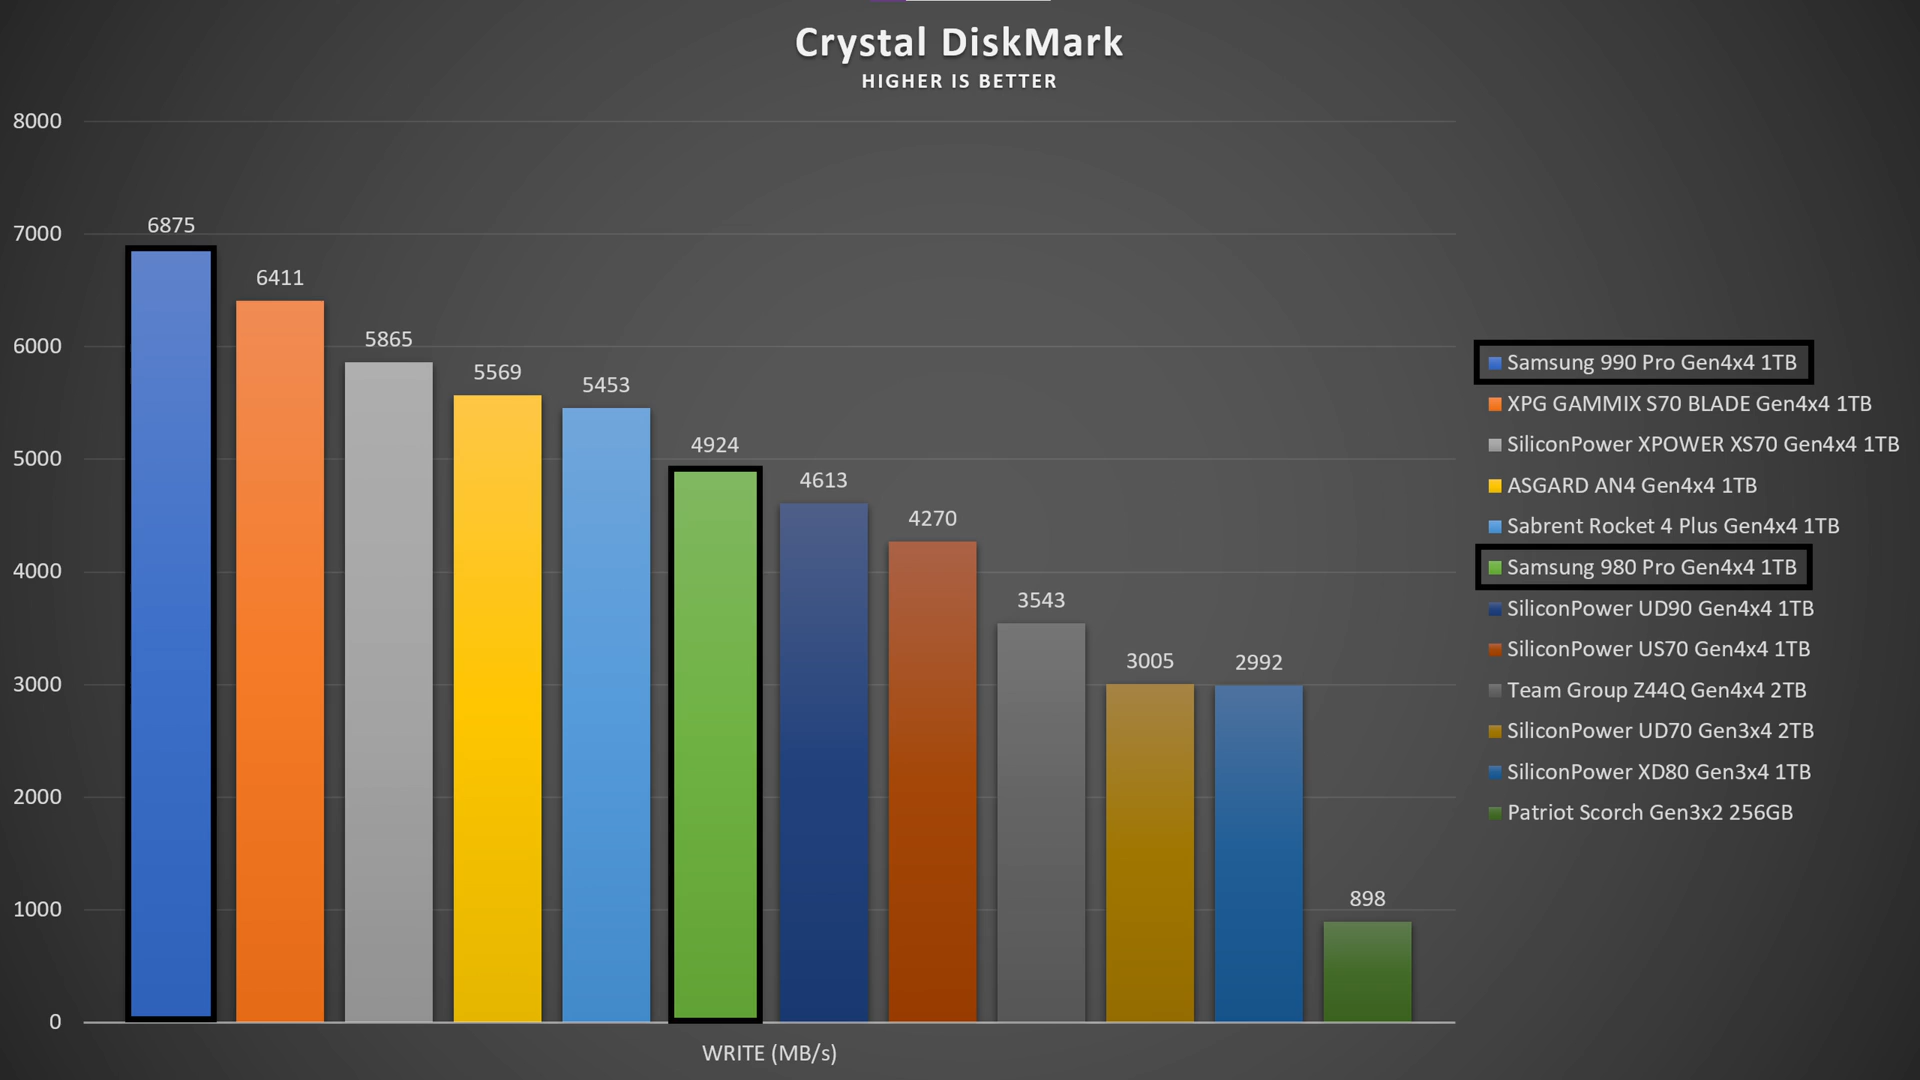 Crystal DiskMark
HIGHER IS BETTER
8000
7000
6000
5000
4000
3000
2000
1000
0
6875
6411
5865
5569
5453
4924
4613
4270
3543
3005
2992
898
WRITE (MB/s)
Samsung 990 Pro Gen4x4 1TB
XPG GAMMIX S70 BLADE Gen4x4 1TB
SiliconPower XPOWER XS70 Gen4x4 1TB
ASGARD AN4 Gen4x4 1TB
Sabrent Rocket 4 Plus Gen4x4 1TB
Samsung 980 Pro Gen4x4 1TB
SiliconPower UD90 Gen4x4 1TB
SiliconPower US70 Gen4x4 1TB
Team Group Z44Q Gen4x4 2TB
SiliconPower UD70 Gen3x4 2TB
SiliconPower XD80 Gen3x4 1TB
Patriot Scorch Gen3x2 256GB